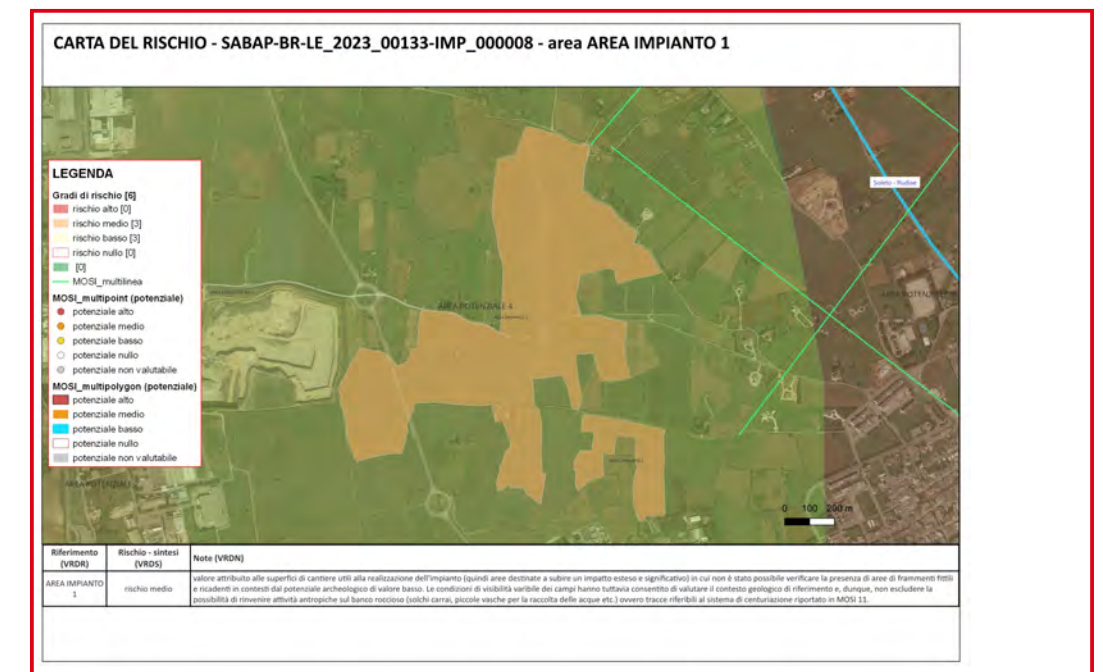 CARTA DEL RISCHIO - SABAP-BR-LE_2023_00133-IMP_000008 - area AREA IMPIANTO 1
LEGENDA
Gradi di rischio [6]
rischio alto [0]
rischio medio [3]
rischio basso [3]
rischio nullo [0]
[0]
MOSI_multilinea
MOSI_multipoint (potenziale)
potenziale alto
potenziale medio
potenziale basso
potenziale nullo
potenziale non valutabile
MOSI_multipolygon (potenziale)
potenziale alto
potenziale medio
potenziale basso
potenziale nullo
potenziale non valutabile
Soleto - Rudiae
AREA POTENZIALE 4
AREA POTENZIALE
AREA POTENZIALE
0 100 200 m
Riferimento (VRDR)
Rischio - sintesi (VRDS)
Note (VRDN)
AREA IMPIANTO 1
rischio medio
valore attribuito alle superfici di cantiere utili alla realizzazione dell'impianto (quindi aree destinate a subire un impatto esteso e significativo) in cui non è stato possibile verificare la presenza di aree di frammenti fittili
e ricadenti in contesti dal potenziale archeologico di valore basso. Le condizioni di visibilità varibile dei campi hanno tuttavia consentito di valutare il contesto geologico di riferimento e, dunque, non escludere la
possibilità di rinvenire attività antropiche sul banco roccioso (solchi carrai, piccole vasche per la raccolta delle acque etc.) ovvero tracce riferibili al sistema di centuriazione riportato in MOSI 11.